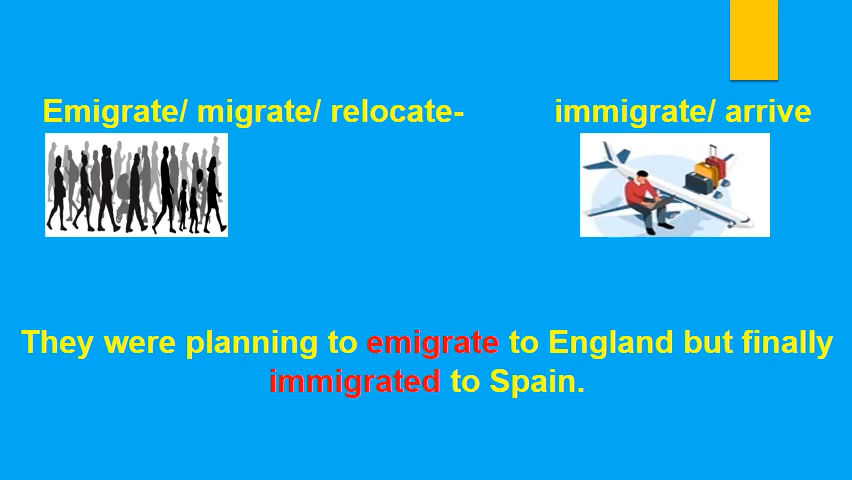 Emigrate/ migrate/ relocate- immigrate/ arrive
They were planning to emigrate to England but finally
immigrated to Spain.